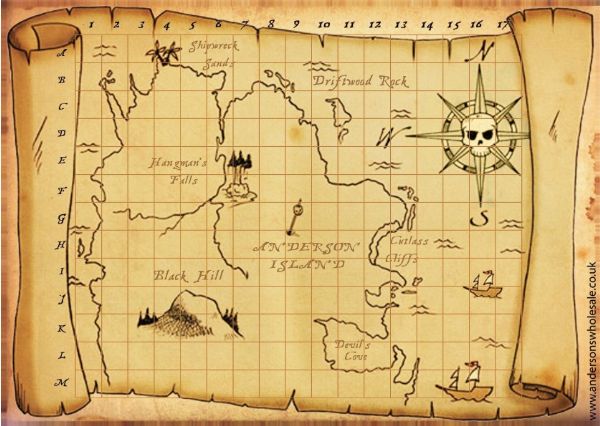 1 2 3 4 5 6 7 8 9 10 11 12 13 14 15 16 17
A
B
C
D
E
F
G
H
I
J
K
L
M
Shipwreck
Sands
Driftwood Rock
N
W
S
Hangman's
Falls
ANDERSON
ISLAND
Cutlass
Cliffs
Black Hill
Devil's
Cove
www.andersonswholesale.co.uk